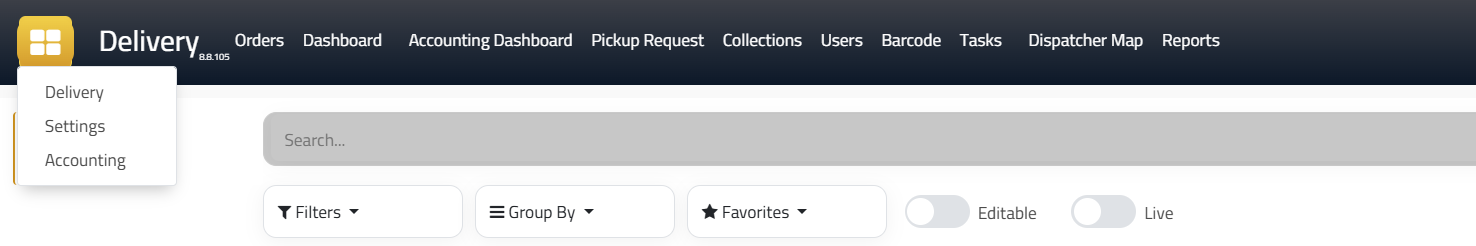 Delivery 8.8.105 Orders Dashboard Accounting Dashboard Pickup Request Collections Users Barcode Tasks Dispatcher Map Reports
Delivery
Settings
Accounting
Search...
Filters Group By Favorites Editable Live